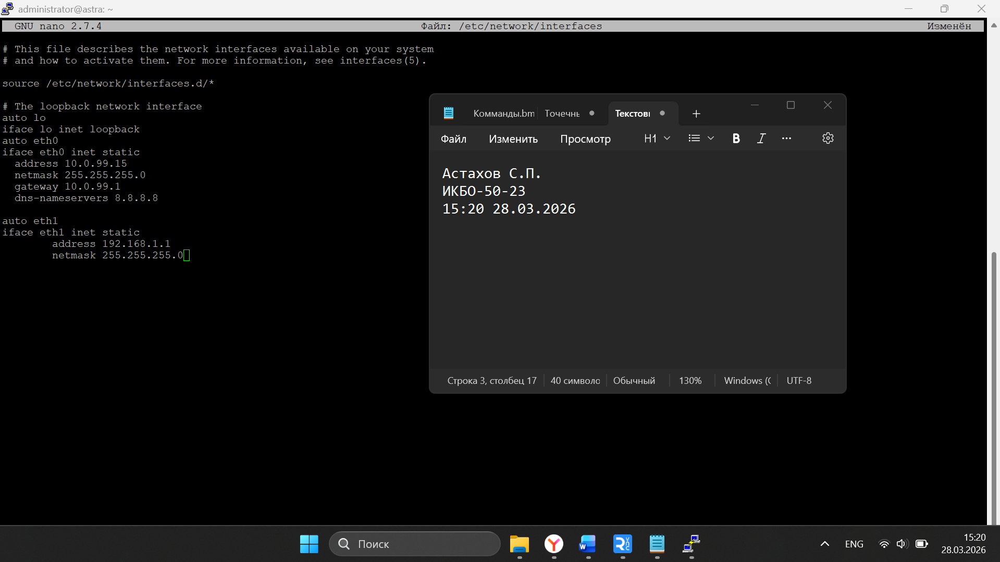 administrator@astra: ~
GNU nano 2.7.4 Файл: /etc/network/interfaces Изменён
# This file describes the network interfaces available on your system
# and how to activate them. For more information, see interfaces(5).
source /etc/network/interfaces.d/*
# The loopback network interface
auto lo
iface lo inet loopback
auto eth0
iface eth0 inet static
address 10.0.99.15
netmask 255.255.255.0
gateway 10.0.99.1
dns-nameservers 8.8.8.8
auto eth1
iface eth1 inet static
address 192.168.1.1
netmask 255.255.255.0
Комманды.bm Точечнь Текстові
Файл Изменить Просмотр H1 B I
Астахов С.П.
ИКБО-50-23
15:20 28.03.2026
Строка 3, столбец 17 40 символо Обычный 130% Windows (C UTF-8
Поиск
ENG
15:20
28.03.2026